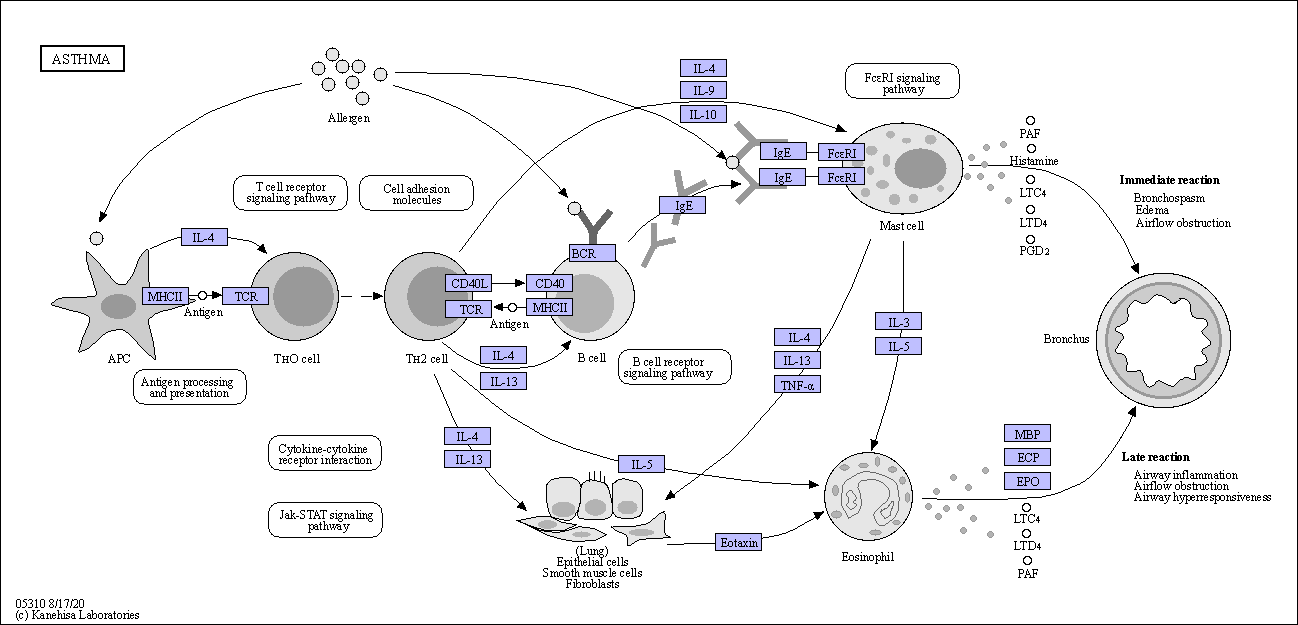 ASTHMA
Allergen
IL-4
IL-9
IL-10
FcεRI signaling
pathway
T cell receptor
signaling pathway
Cell adhesion
molecules
IgE
FcεRI
IgE
FcεRI
IgE
Mast cell
PAF
Histamine
LTC4
LTD4
PGD2
Immediate reaction
Bronchospasm
Edema
Airflow obstruction
IL-4
BCR
MHCII
TCR
Antigen
CD40L
CD40
TCR
MHCII
Antigen
APC
TH0 cell
TH2 cell
B cell
IL-4
IL-13
Antigen processing
and presentation
B cell receptor
signaling pathway
IL-4
IL-13
TNF-α
IL-3
IL-5
Bronchus
Cytokine-cytokine
receptor interaction
Jak-STAT signaling
pathway
IL-4
IL-13
IL-5
Eotaxin
(Lung)
Epithelial cells
Smooth muscle cells
Fibroblasts
Eosinophil
MBP
ECP
EPO
LTC4
LTD4
PAF
Late reaction
Airway inflammation
Airflow obstruction
Airway hyperresponsiveness
05310 8/17/20
(c) Kanehisa Laboratories